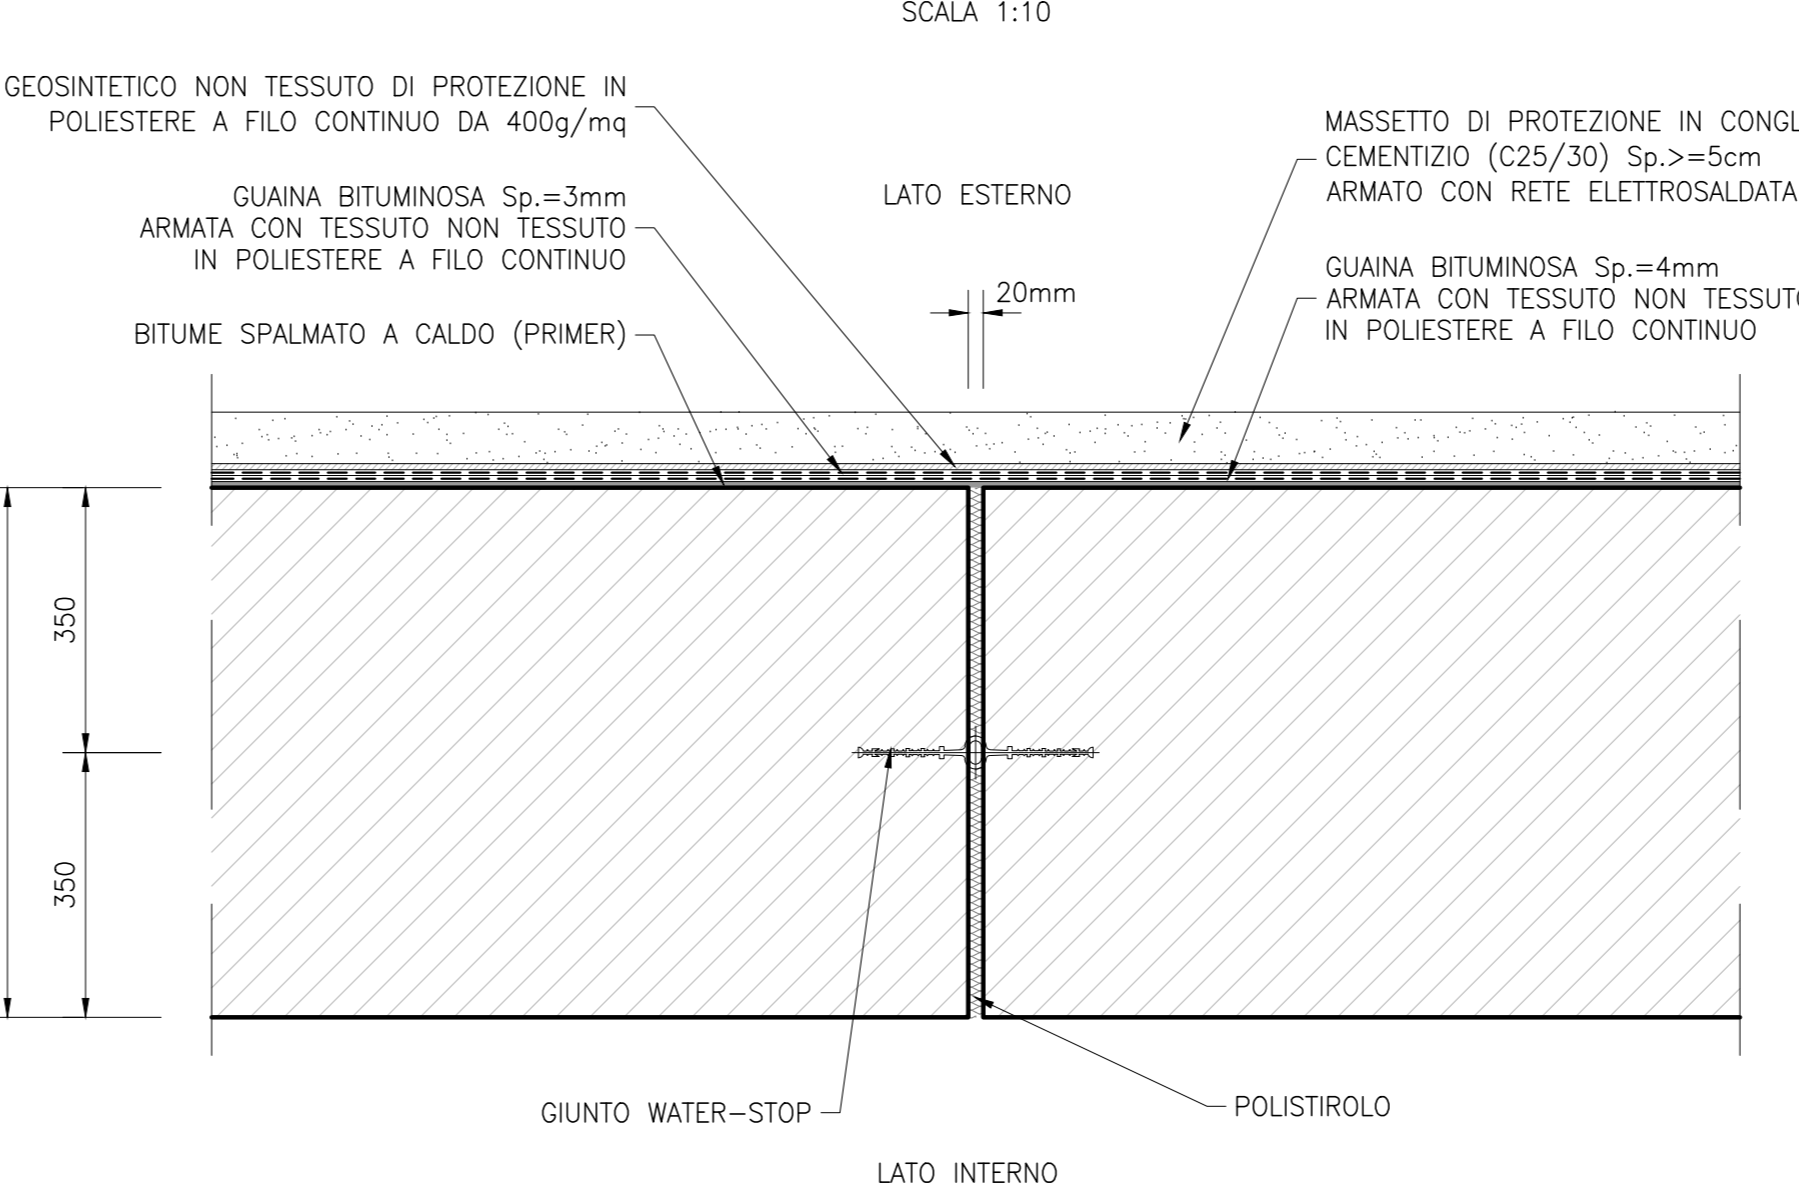 SCALA 1:10
GEOSINTETICO NON TESSUTO DI PROTEZIONE IN
POLIESTERE A FILO CONTINUO DA 400g/mq
GUAINA BITUMINOSA Sp.=3mm
ARMATA CON TESSUTO NON TESSUTO
IN POLIESTERE A FILO CONTINUO
BITUME SPALMATO A CALDO (PRIMER)
LATO ESTERNO
20mm
MASSETTO DI PROTEZIONE IN CONGL
CEMENTIZIO (C25/30) Sp.>=5cm
ARMATO CON RETE ELETTROSALDATA
GUAINA BITUMINOSA Sp.=4mm
ARMATA CON TESSUTO NON TESSUTO
IN POLIESTERE A FILO CONTINUO
350
350
GIUNTO WATER-STOP
POLISTIROLO
LATO INTERNO